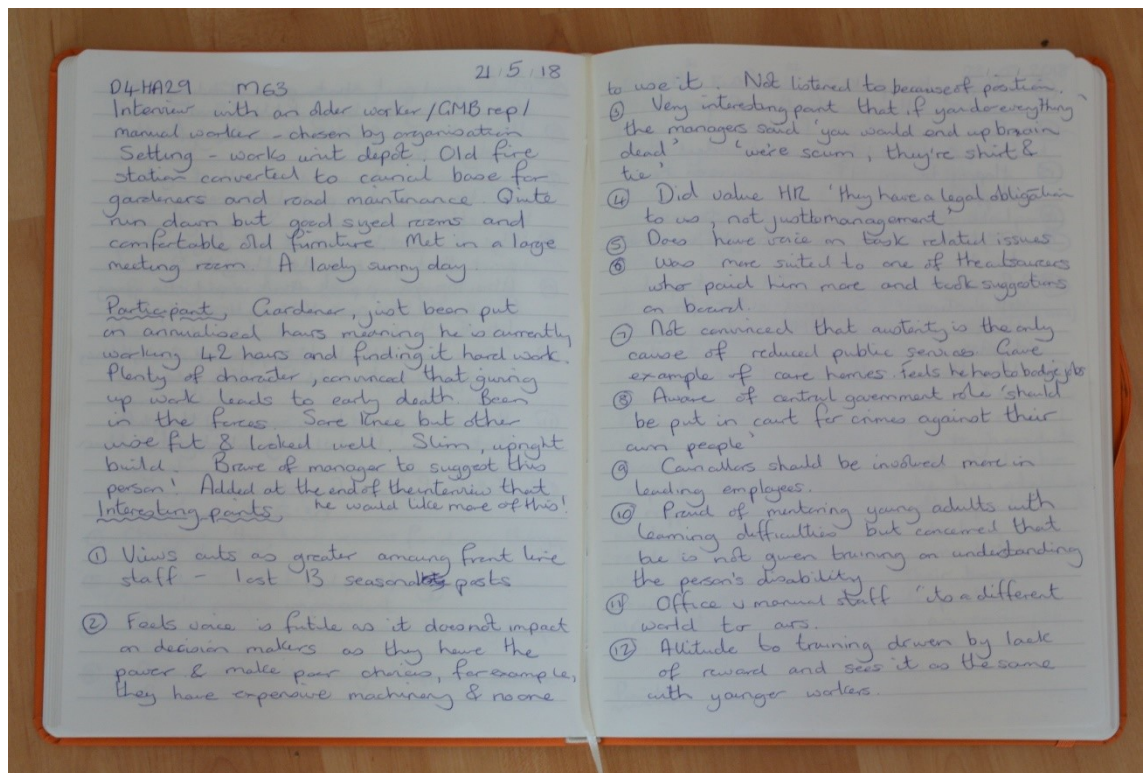 21/5/18
D4HA29 M63
Interview with an older worker/GMB rep/
manual worker - chosen by organisation
Setting - works unit depot. Old fire
station converted to council base for
gardeners and road maintenance. Quite
run down but good sized rooms and
comfortable old furniture. Met in a large
meeting room. A lovely sunny day.
Participant, Gardener, just been put
on annualised hours meaning he is currently
working 42 hours and finding it hard work.
Plenty of character, convinced that giving
up work leads to early death. Been
in the forces. Sore knee but other
wise fit & looked well. Slim, upright
build. Brave of manager to suggest this
person! Added at the end of the interview that
Interesting points he would like more of this!
① Views cuts as greater among front line
staff - lost 13 seasonal posts
② Feels voice is futile as it does not impact
on decision makers as they have the
power & make poor choices, for example,
they have expensive machinery & no one
to use it. Not listened to because of position.
③ Very interesting point that if you do everything
the managers said 'you would end up brain
dead' 'we're scum, they're shirt &
tie'
④ Did value HR 'they have a legal obligation
to us, not just to management'
⑤ Does have voice on task related issues
⑥ Was more suited to one of the
who paid him more and took suggestions
on board.
⑦ Not convinced that austerity is the only
cause of reduced public services. Gave
example of care homes. Feels he has to bodge jobs
⑧ Aware of central government role 'should
be put in court for crimes against their
own people'
⑨ Councillors should be involved more in
leading employees.
⑩ Proud of mentoring young adults with
learning difficulties but concerned that
he is not given training on understanding
the person's disability
⑪ Office v manual staff 'its a different
world to ours.
⑫ Attitude to training driven by lack
of reward and sees it as the same
with younger workers.